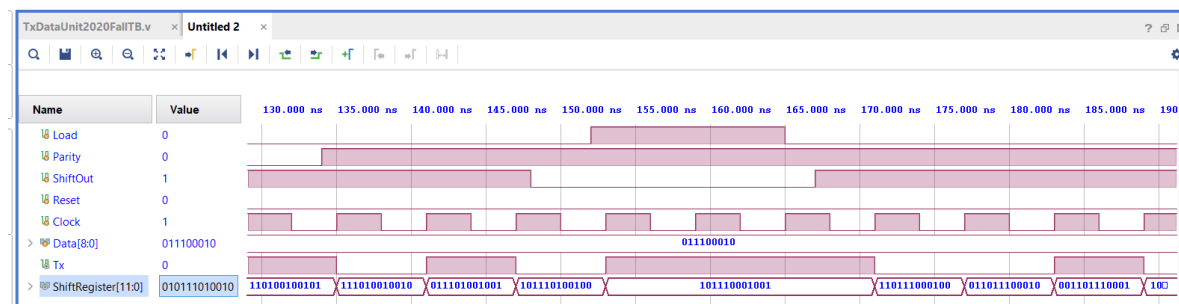 TxDataUnit2020FallTB.v × Untitled 2 ×
Name Value 130.000 ns 135.000 ns 140.000 ns 145.000 ns 150.000 ns 155.000 ns 160.000 ns 165.000 ns 170.000 ns 175.000 ns 180.000 ns 185.000 ns 190
Load 0
Parity 0
ShiftOut 1
Reset 0
Clock 1
Data[8:0] 011100010 011100010
Tx 0
ShiftRegister[11:0] 010111010010 110100100101 111010010010 011101001001 101110100100 101110001001 110111000100 011011100010 001101110001 10